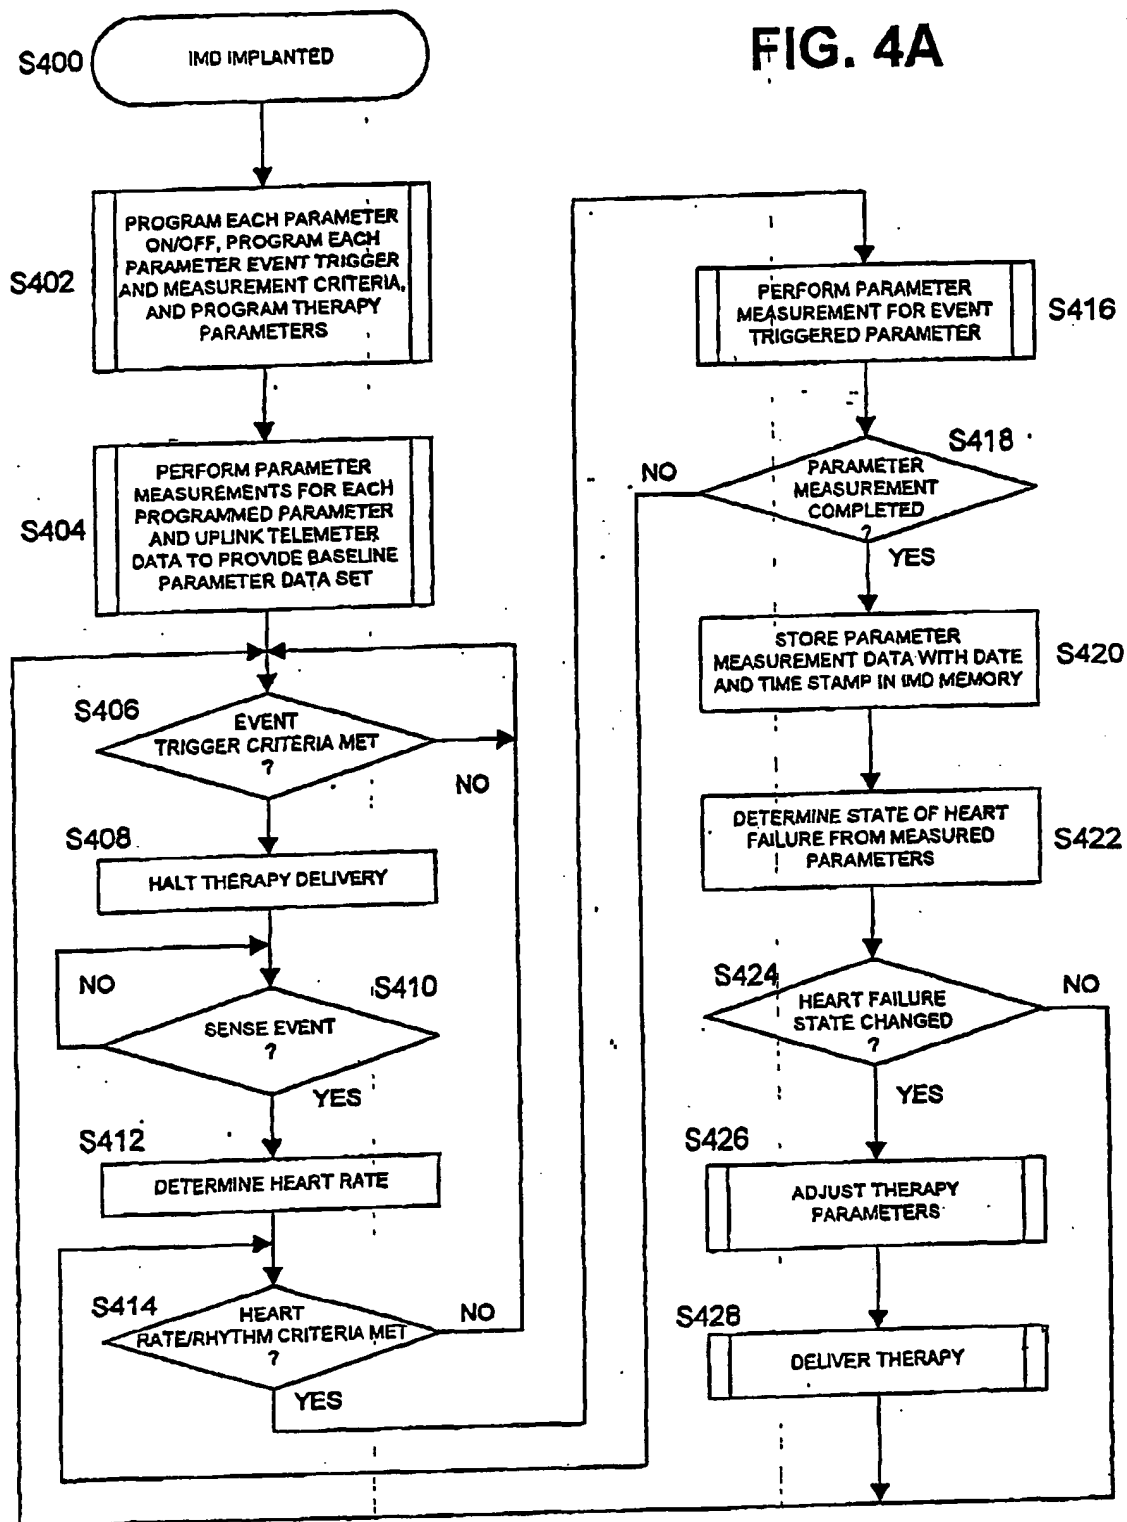 FIG. 4A
S400
IMD IMPLANTED
S402
PROGRAM EACH PARAMETER
ON/OFF, PROGRAM EACH
PARAMETER EVENT TRIGGER
AND MEASUREMENT CRITERIA,
AND PROGRAM THERAPY
PARAMETERS
S404
PERFORM PARAMETER
MEASUREMENTS FOR EACH
PROGRAMMED PARAMETER
AND UPLINK TELEMETER
DATA TO PROVIDE BASELINE
PARAMETER DATA SET
S406
EVENT
TRIGGER CRITERIA MET
?
NO
S408
HALT THERAPY DELIVERY
NO
S410
SENSE EVENT
?
YES
S412
DETERMINE HEART RATE
S414
HEART
RATE/RHYTHM CRITERIA MET
?
NO
YES
PERFORM PARAMETER
MEASUREMENT FOR EVENT
TRIGGERED PARAMETER
S416
S418
NO
PARAMETER
MEASUREMENT
COMPLETED
?
YES
STORE PARAMETER
MEASUREMENT DATA WITH DATE
AND TIME STAMP IN IMD MEMORY
S420
DETERMINE STATE OF HEART
FAILURE FROM MEASURED
PARAMETERS
S422
S424
HEART FAILURE
STATE CHANGED
?
NO
YES
S426
ADJUST THERAPY
PARAMETERS
S428
DELIVER THERAPY